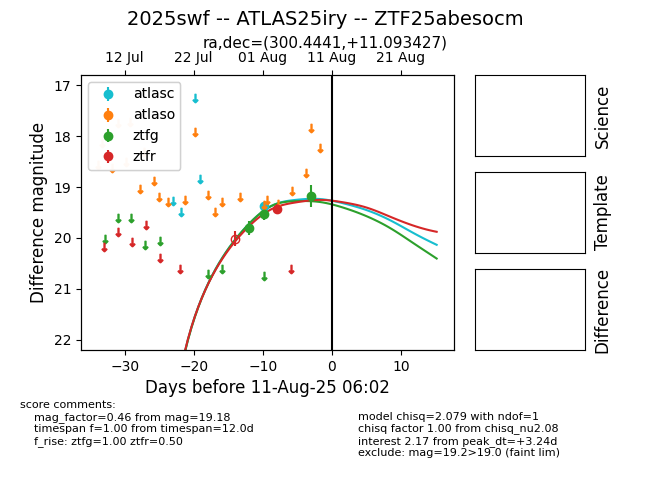 2025swf -- ATLAS25iry -- ZTF25abesocm
ra,dec=(300.4441,+11.093427)
12 Jul 22 Jul 01 Aug 11 Aug 21 Aug
17
18
19
20
21
22
Difference magnitude
atlasc
atlaso
ztfg
ztfr
−30 −20 −10 0 10
Days before 11-Aug-25 06:02
Science
Template
Difference
score comments:
mag_factor=0.46 from mag=19.18
timespan f=1.00 from timespan=12.0d
f_rise: ztfg=1.00 ztfr=0.50
model chisq=2.079 with ndof=1
chisq factor 1.00 from chisq_nu2.08
interest 2.17 from peak_dt=+3.24d
exclude: mag=19.2>19.0 (faint lim)